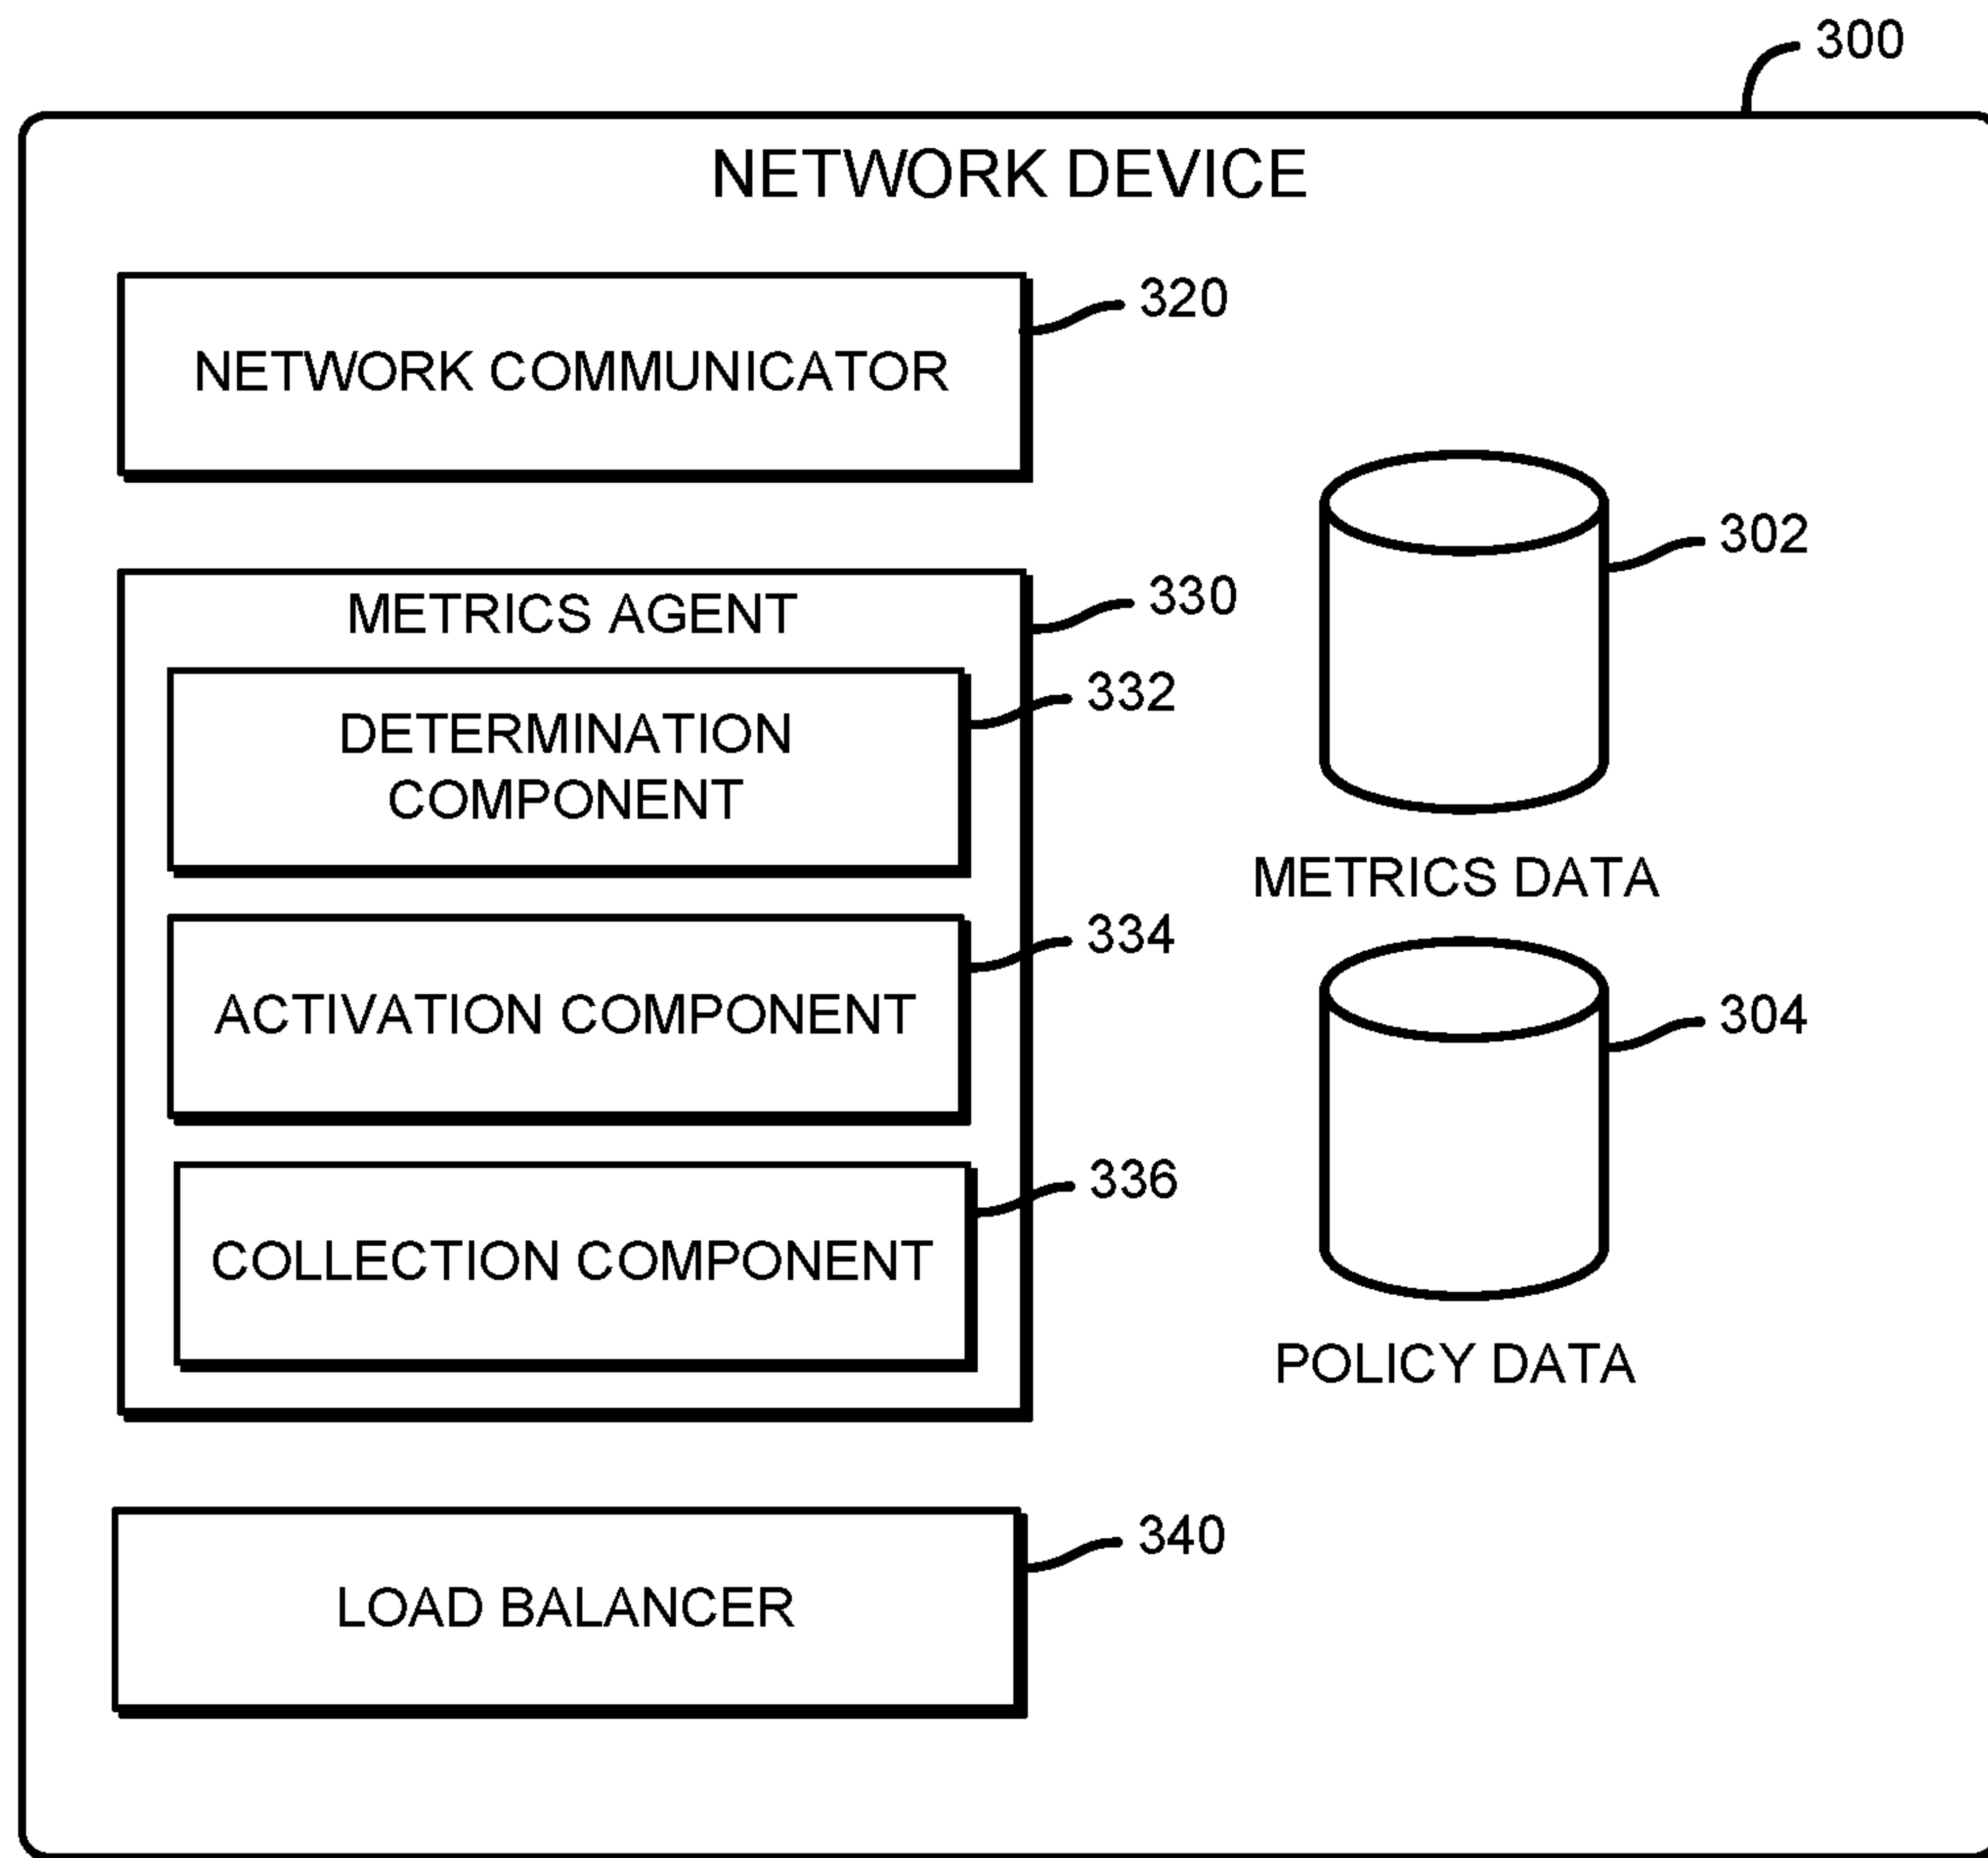 300
NETWORK DEVICE
320
NETWORK COMMUNICATOR
302
METRICS AGENT
330
332
DETERMINATION
COMPONENT
METRICS DATA
334
ACTIVATION COMPONENT
304
336
COLLECTION COMPONENT
POLICY DATA
340
LOAD BALANCER